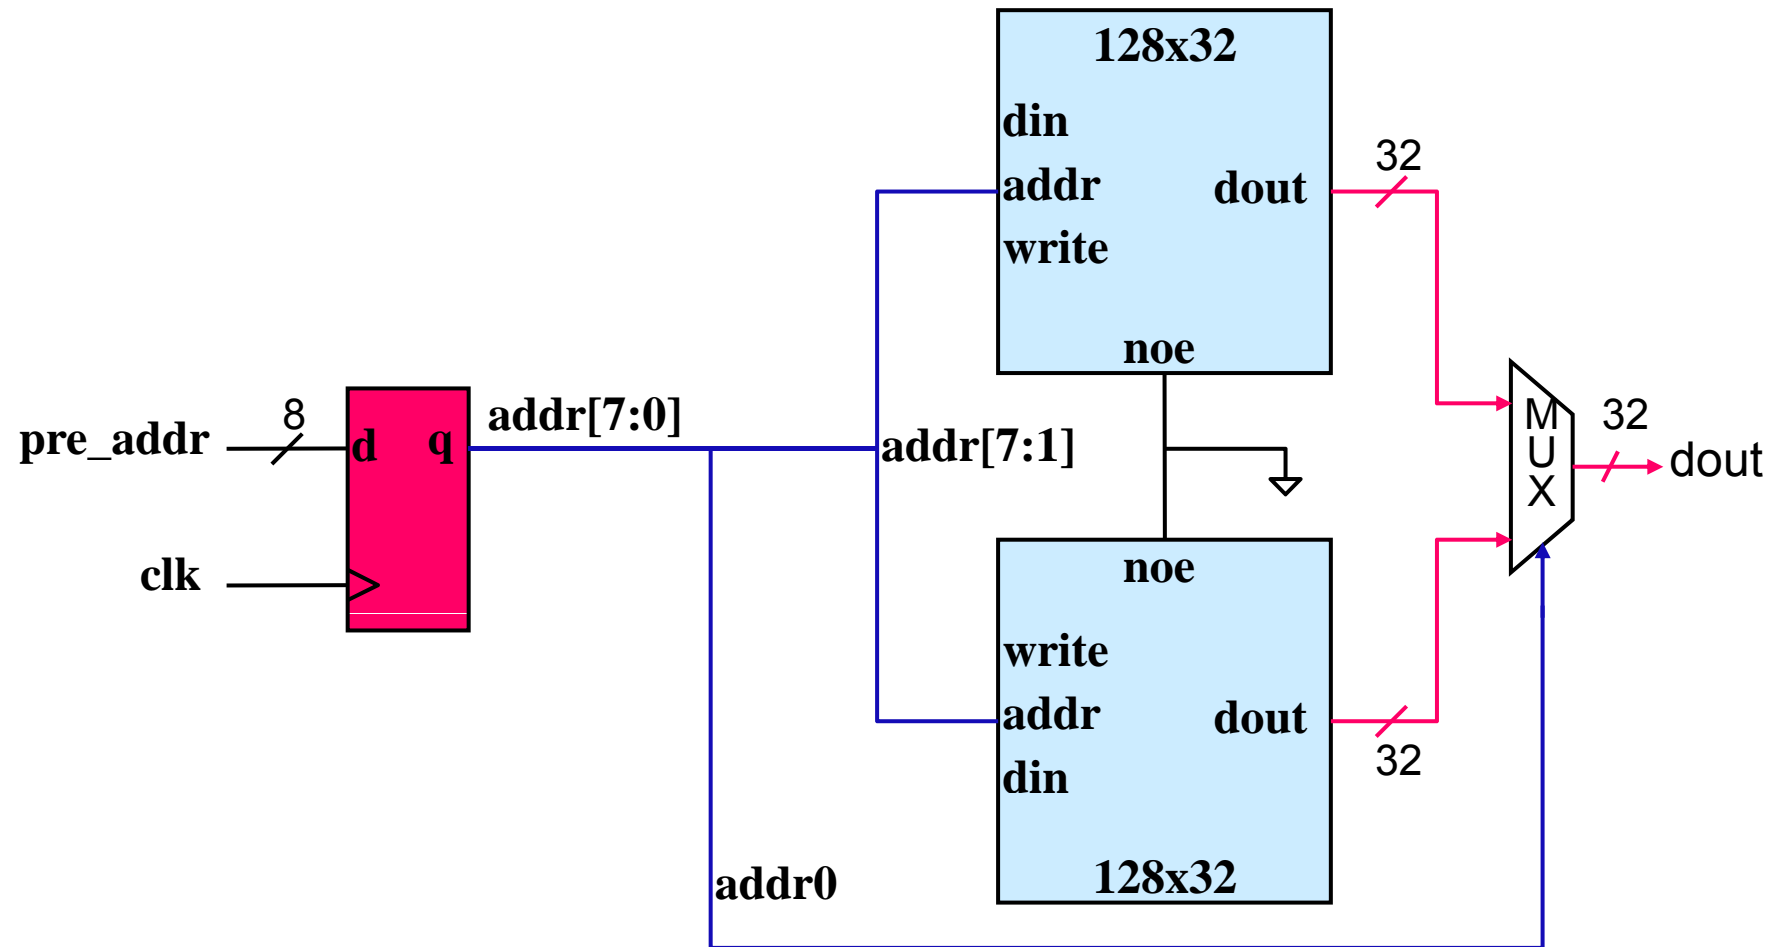 128x32
din
addr
dout
write
noe
32
pre_addr
8
d
q
clk
addr[7:0]
addr[7:1]
addr0
M
U
X
32
dout
noe
write
addr
dout
din
128x32
32